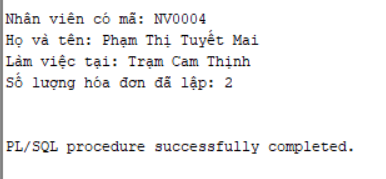 Nhân viên có mã: NV0004
Họ và tên: Phạm Thị Tuyết Mai
Làm việc tại: Trạm Cam Thịnh
Số lượng hóa đơn đã lập: 2
PL/SQL procedure successfully completed.